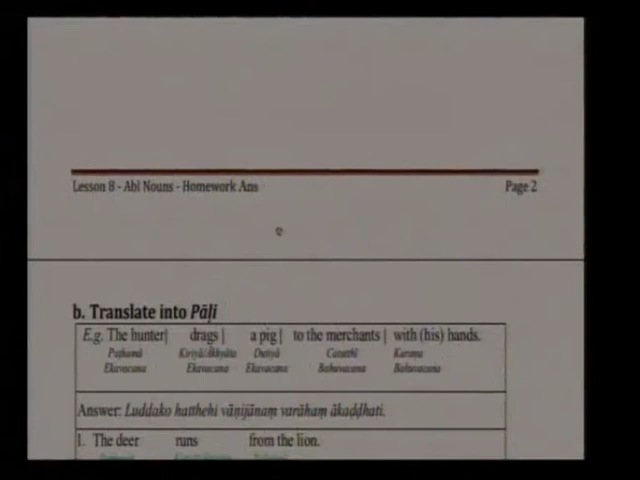 Lesson 8 - Abl Nouns - Homework Ans Page 2
b. Translate into Pāḷi
E.g. The hunter| drags | a pig | to the merchants | with (his) hands.
Paṭhamā Kiriyā/Ākhyāta Dutiyā Catutthī Karaṇa
Ekavacana Ekavacana Ekavacana Bahuvacana Bahuvacana
Answer: Luddako hatthehi vāṇijānaṃ varāhaṃ ākaḍḍhati.
1. The deer runs from the lion.